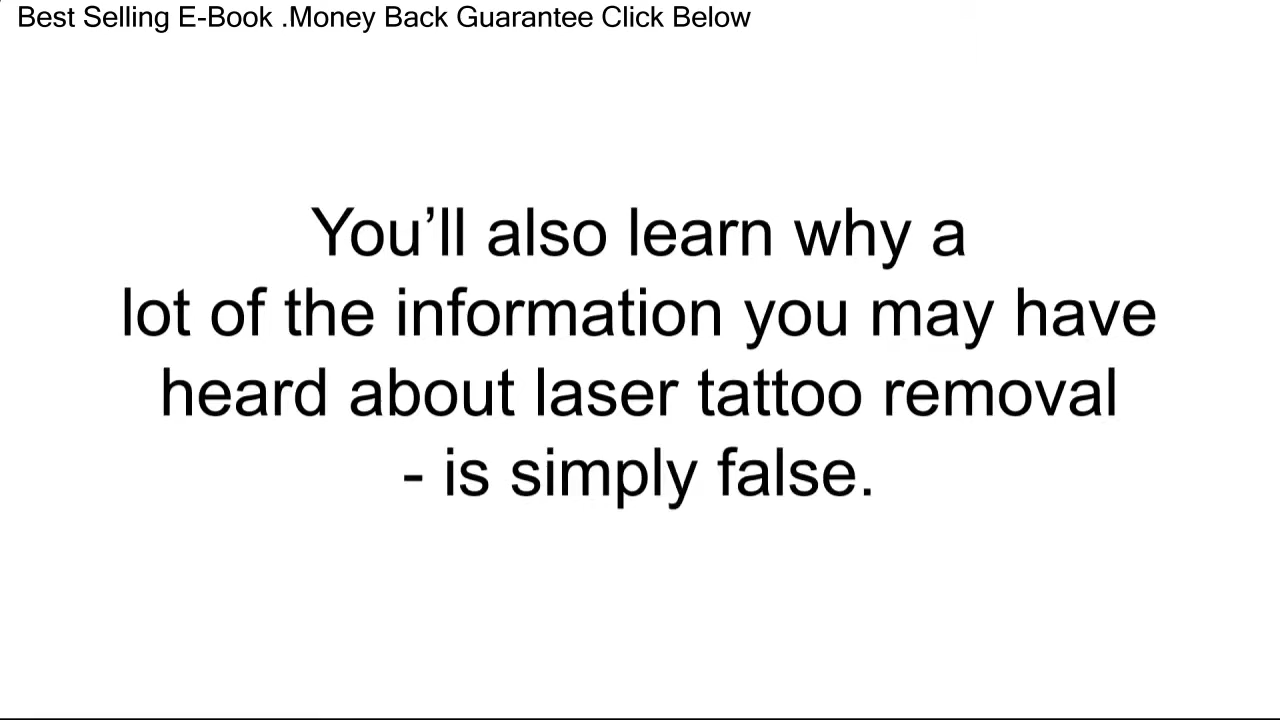 Best Selling E-Book .Money Back Guarantee Click Below
You’ll also learn why a
lot of the information you may have
heard about laser tattoo removal
- is simply false.